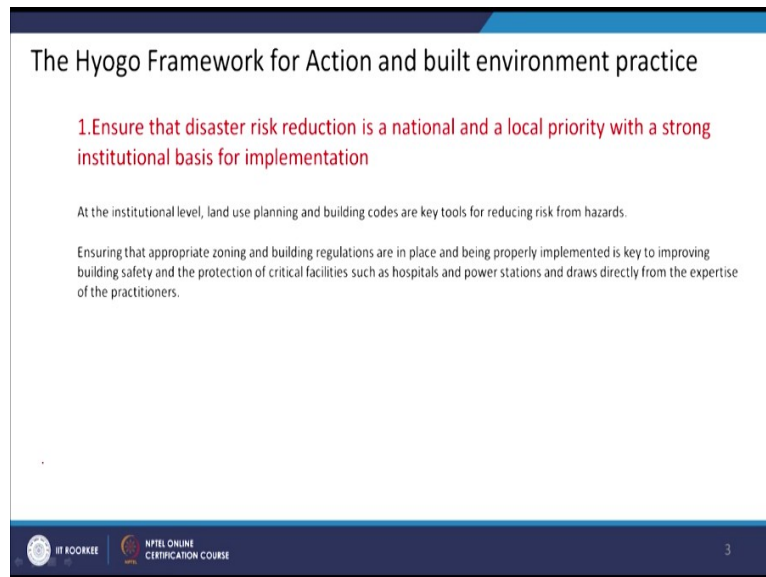 The Hyogo Framework for Action and built environment practice
1.Ensure that disaster risk reduction is a national and a local priority with a strong
institutional basis for implementation
At the institutional level, land use planning and building codes are key tools for reducing risk from hazards.
Ensuring that appropriate zoning and building regulations are in place and being properly implemented is key to improving
building safety and the protection of critical facilities such as hospitals and power stations and draws directly from the expertise
of the practitioners.
.
IIT ROORKEE
NPTEL ONLINE
CERTIFICATION COURSE
3